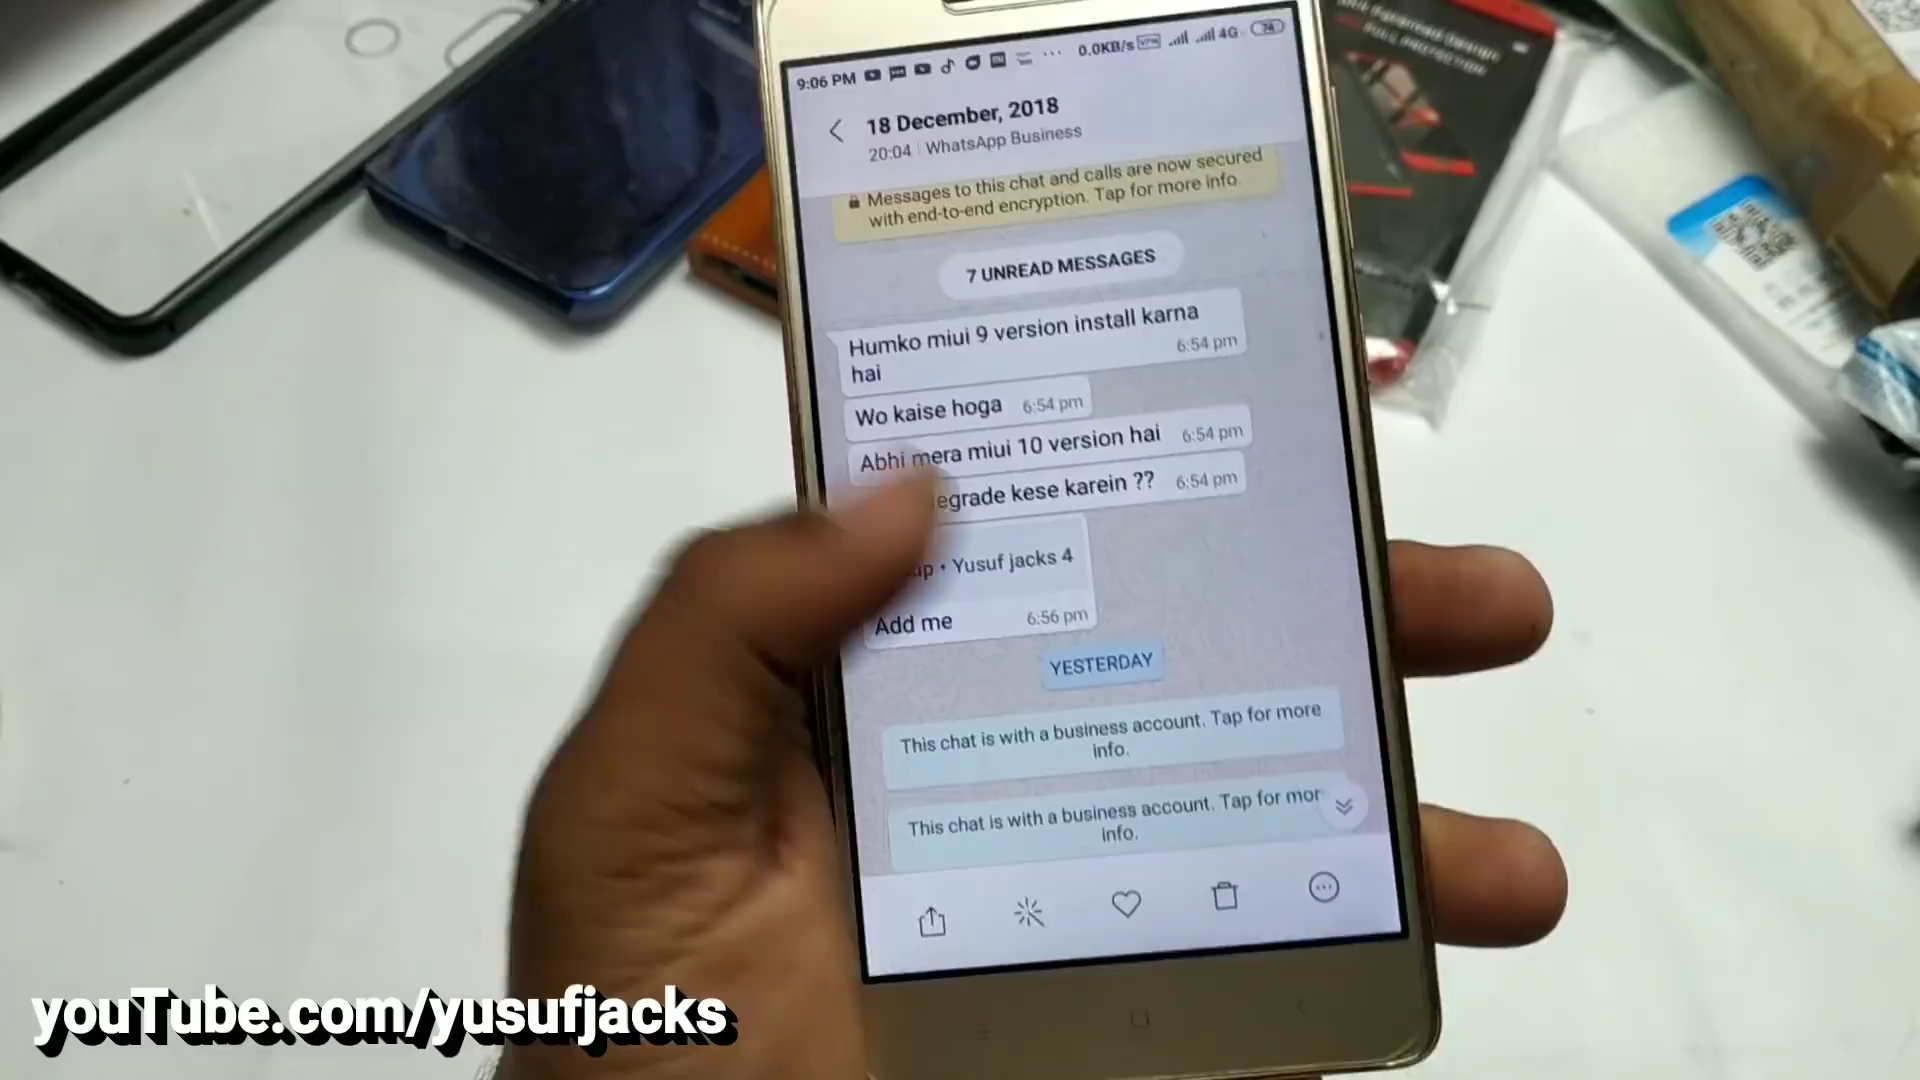 9:06 PM
0.0KB/s
4G
74
18 December, 2018
20:04 WhatsApp Business
Messages to this chat and calls are now secured
with end-to-end encryption. Tap for more info.
7 UNREAD MESSAGES
Humko miui 9 version install karna
hai
6:54 pm
Wo kaise hoga 6:54 pm
Abhi mera miui 10 version hai 6:54 pm
egrade kese karein ?? 6:54 pm
up • Yusuf jacks 4
Add me 6:56 pm
YESTERDAY
This chat is with a business account. Tap for more
info.
This chat is with a business account. Tap for mor
info.
youTube.com/yusufjacks